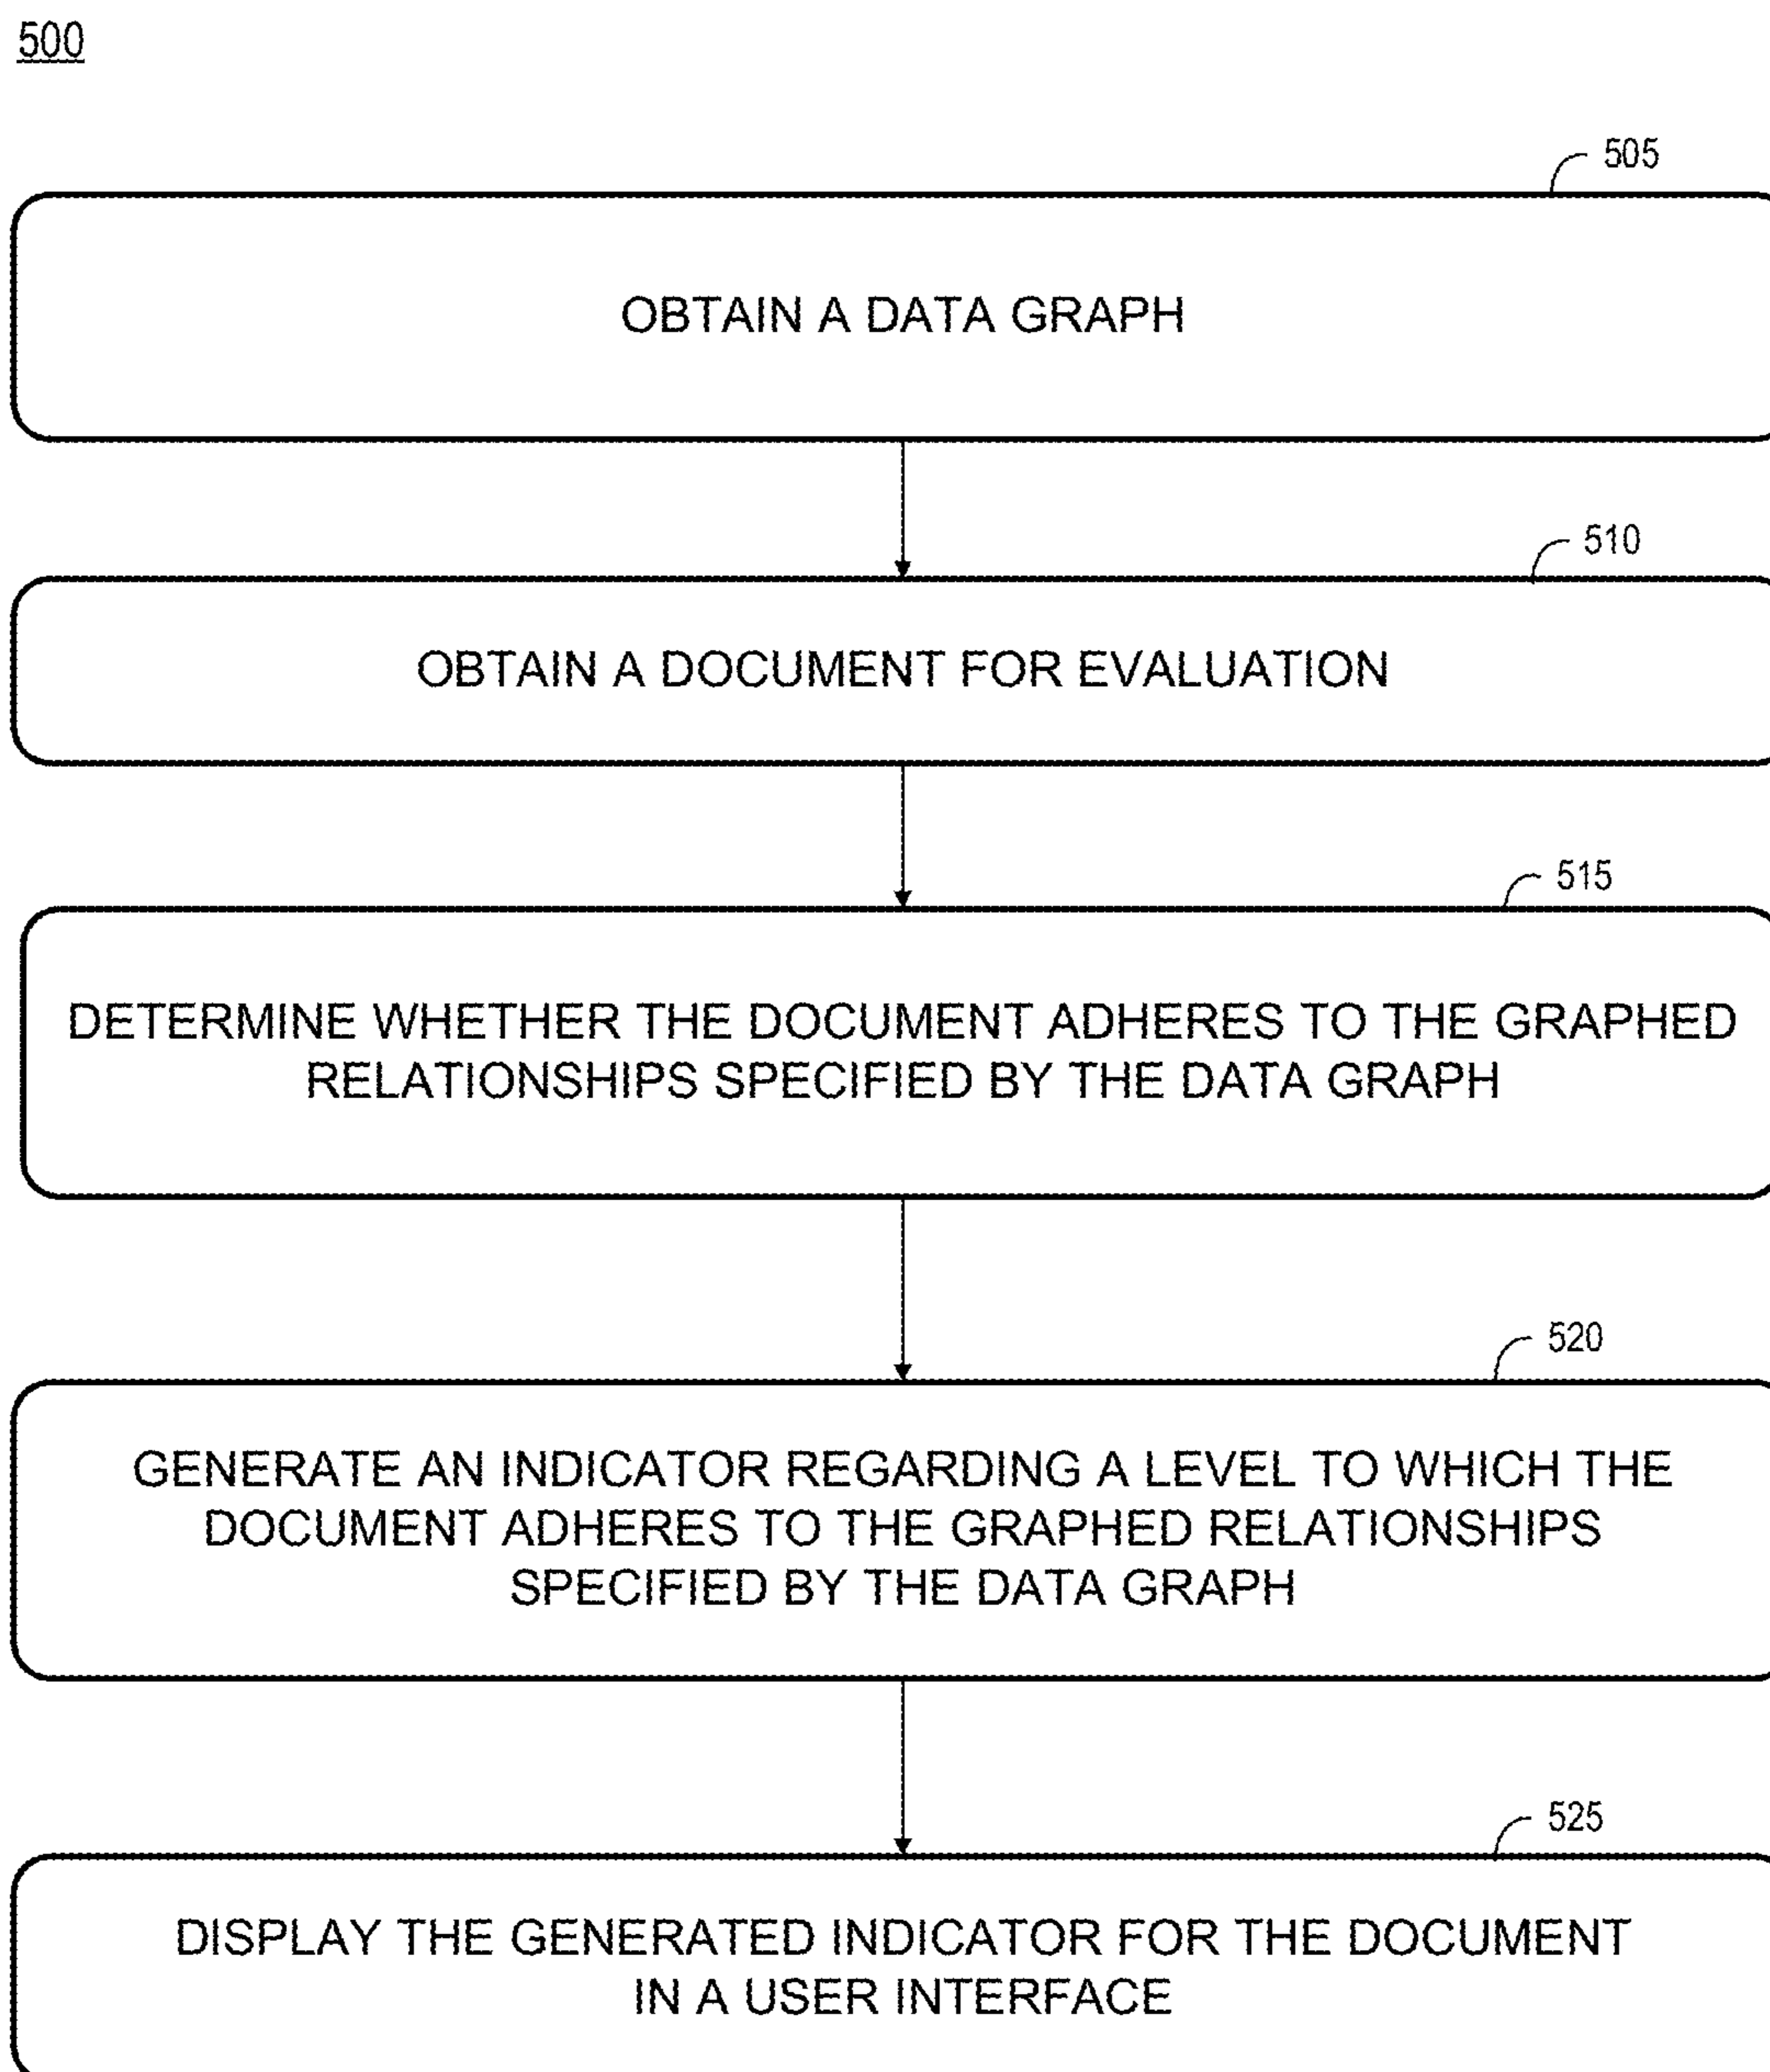 500
505
OBTAIN A DATA GRAPH
510
OBTAIN A DOCUMENT FOR EVALUATION
515
DETERMINE WHETHER THE DOCUMENT ADHERES TO THE GRAPHED
RELATIONSHIPS SPECIFIED BY THE DATA GRAPH
520
GENERATE AN INDICATOR REGARDING A LEVEL TO WHICH THE
DOCUMENT ADHERES TO THE GRAPHED RELATIONSHIPS
SPECIFIED BY THE DATA GRAPH
525
DISPLAY THE GENERATED INDICATOR FOR THE DOCUMENT
IN A USER INTERFACE